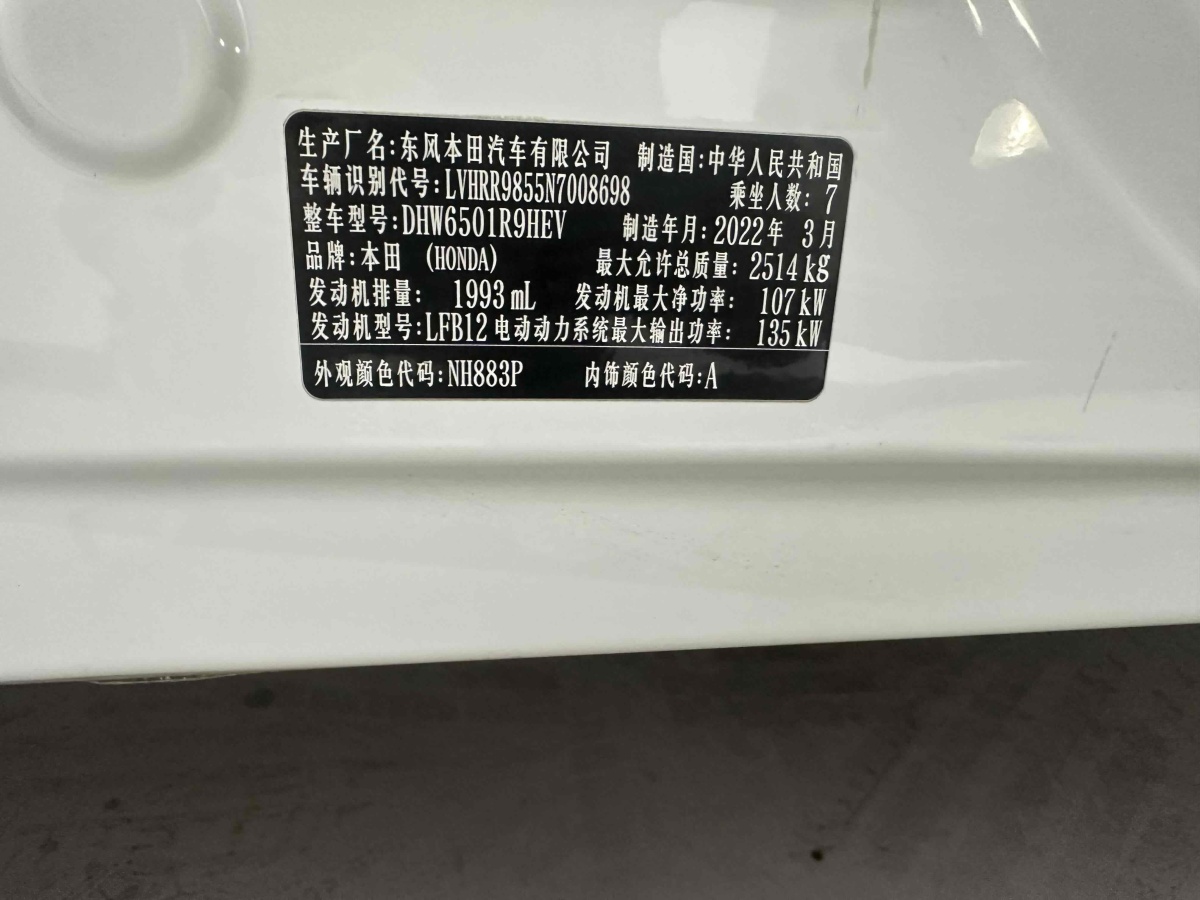 生产厂名:东风本田汽车有限公司 制造国:中华人民共和国
车辆识别代号:LVHRR9855N7008698 乘坐人数:7
整车型号:DHW6501R9HEV 制造年月:2022年 3月
品牌:本田 (HONDA) 最大允许总质量:2514kg
发动机排量: 1993mL 发动机最大净功率: 107kW
发动机型号:LFB12 电动动力系统最大输出功率: 135kW
外观颜色代码:NH883P 内饰颜色代码:A